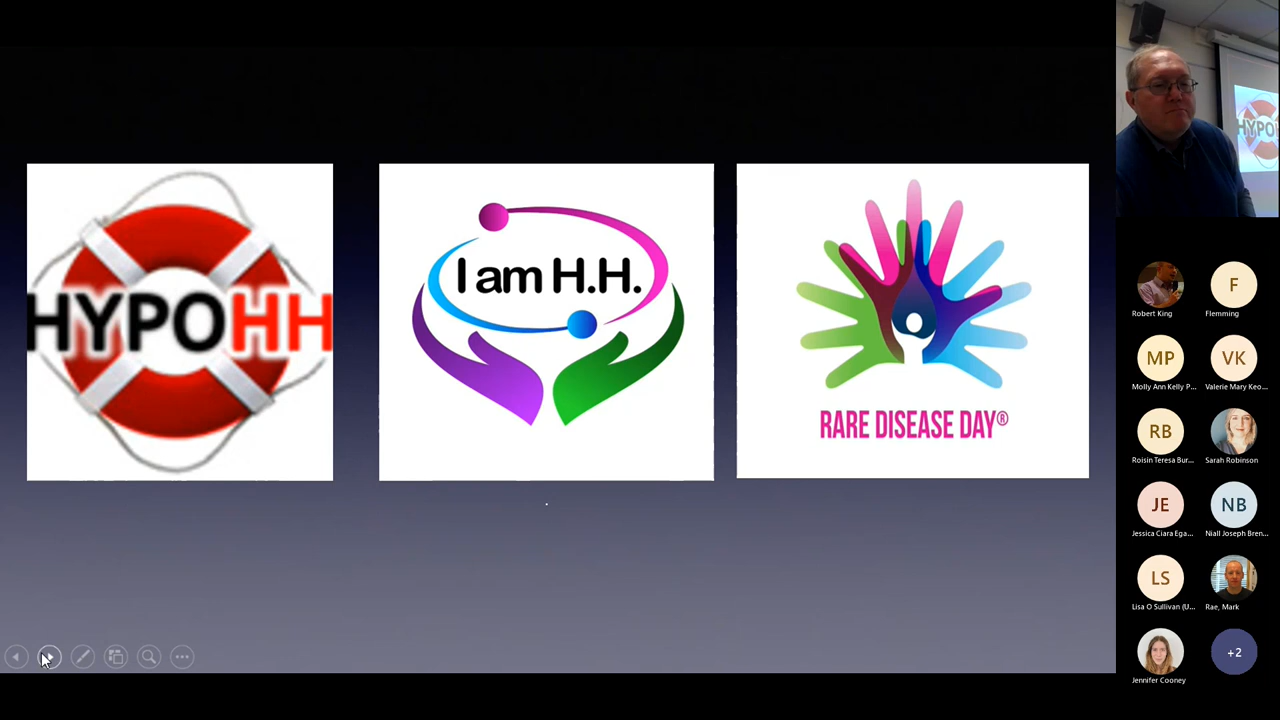 HYPOHH
I am H.H.
RARE DISEASE DAY®
HYPO
Robert King
F
Flemming
MP
Molly Ann Kelly P...
VK
Valerie Mary Keo...
RB
Roisin Teresa Bur...
Sarah Robinson
JE
Jessica Ciara Ega...
NB
Niall Joseph Bren...
LS
Lisa O Sullivan (U...
Rae, Mark
Jennifer Cooney
+2